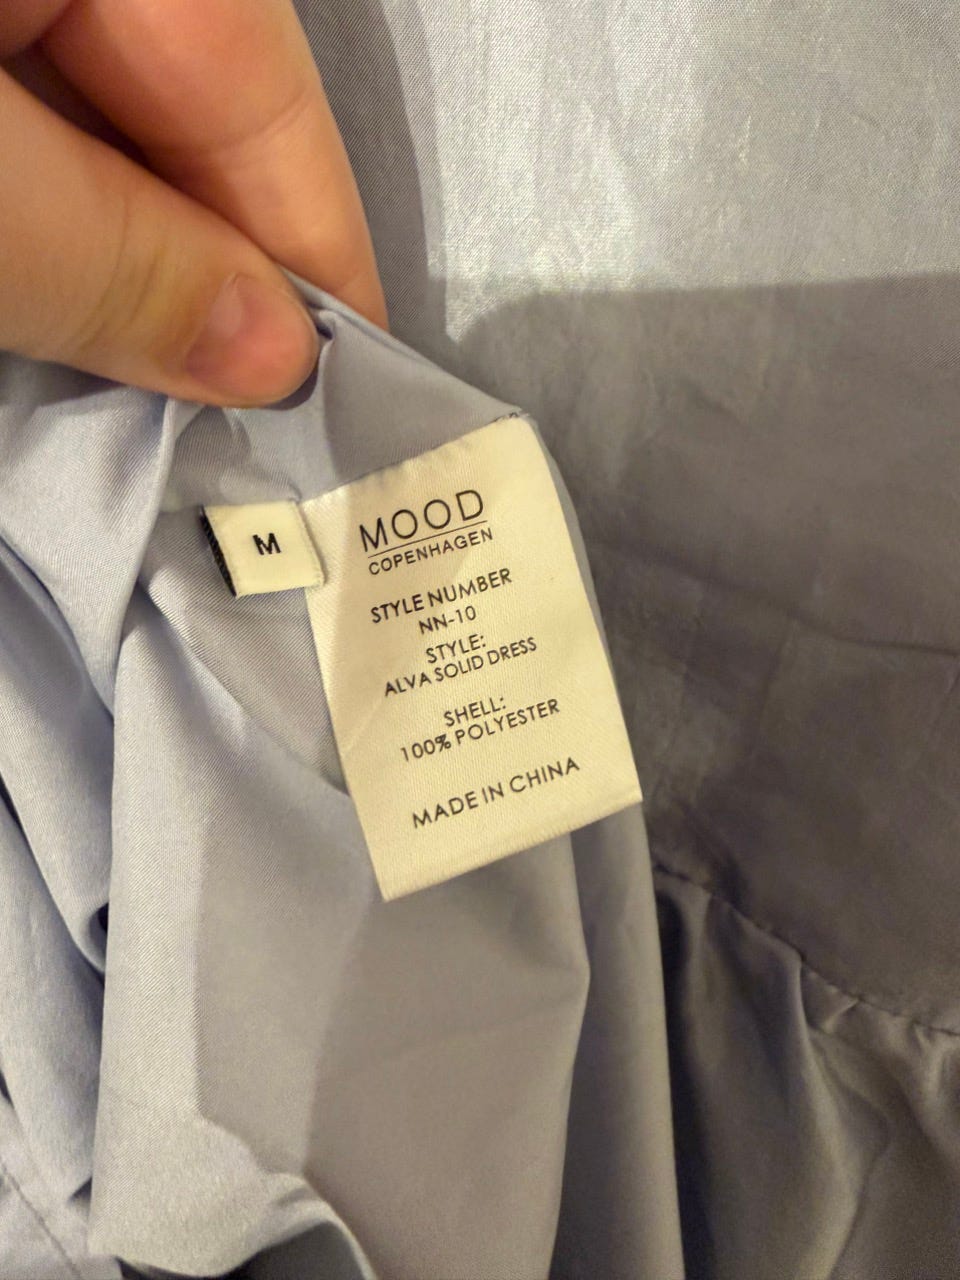 M
MOOD
COPENHAGEN
STYLE NUMBER
NN-10
STYLE:
ALVA SOLID DRESS
SHELL:
100% POLYESTER
MADE IN CHINA